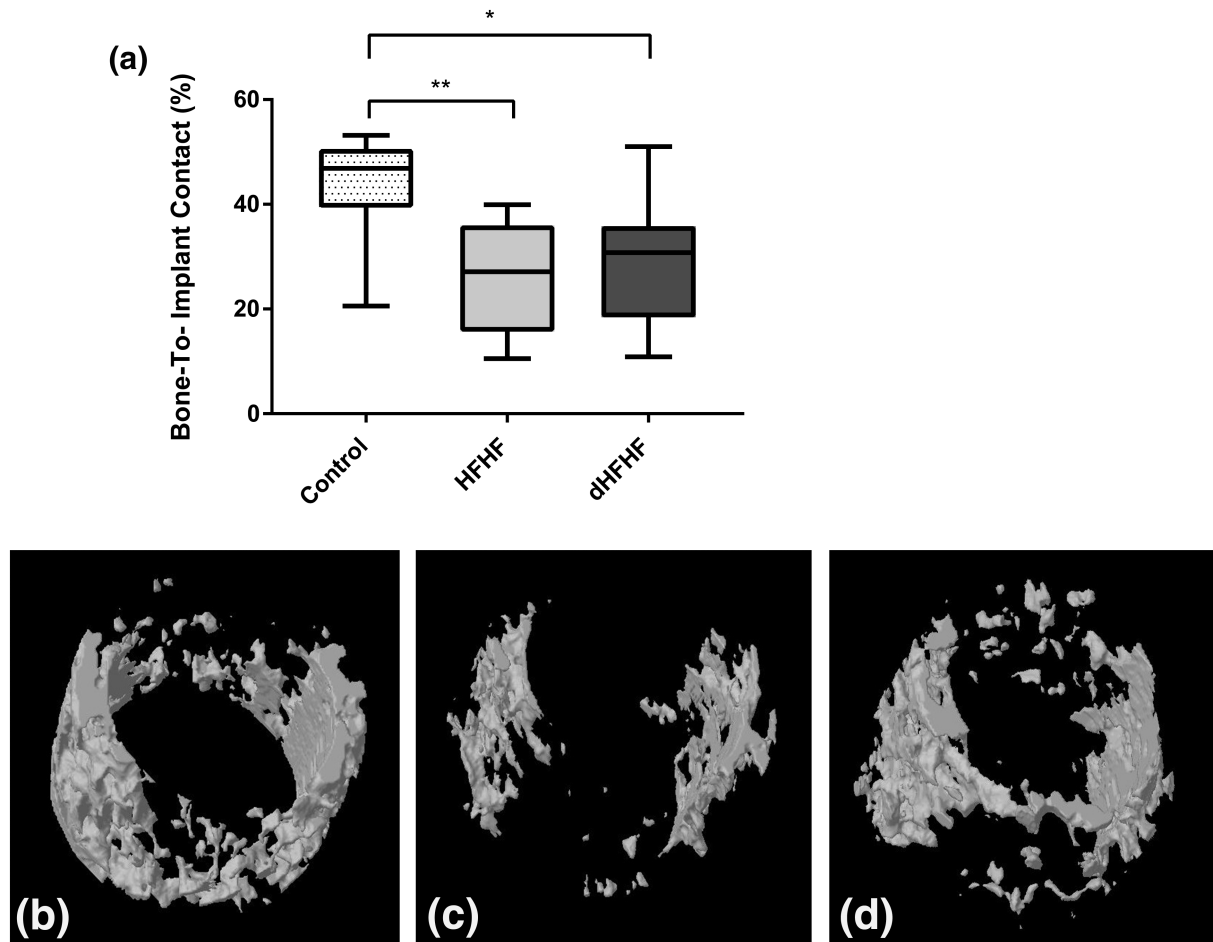 *
(a)
**
Bone-To- Implant Contact (%)
60
40
20
0
Control
HFHF
dHFHF
(b)
(c)
(d)